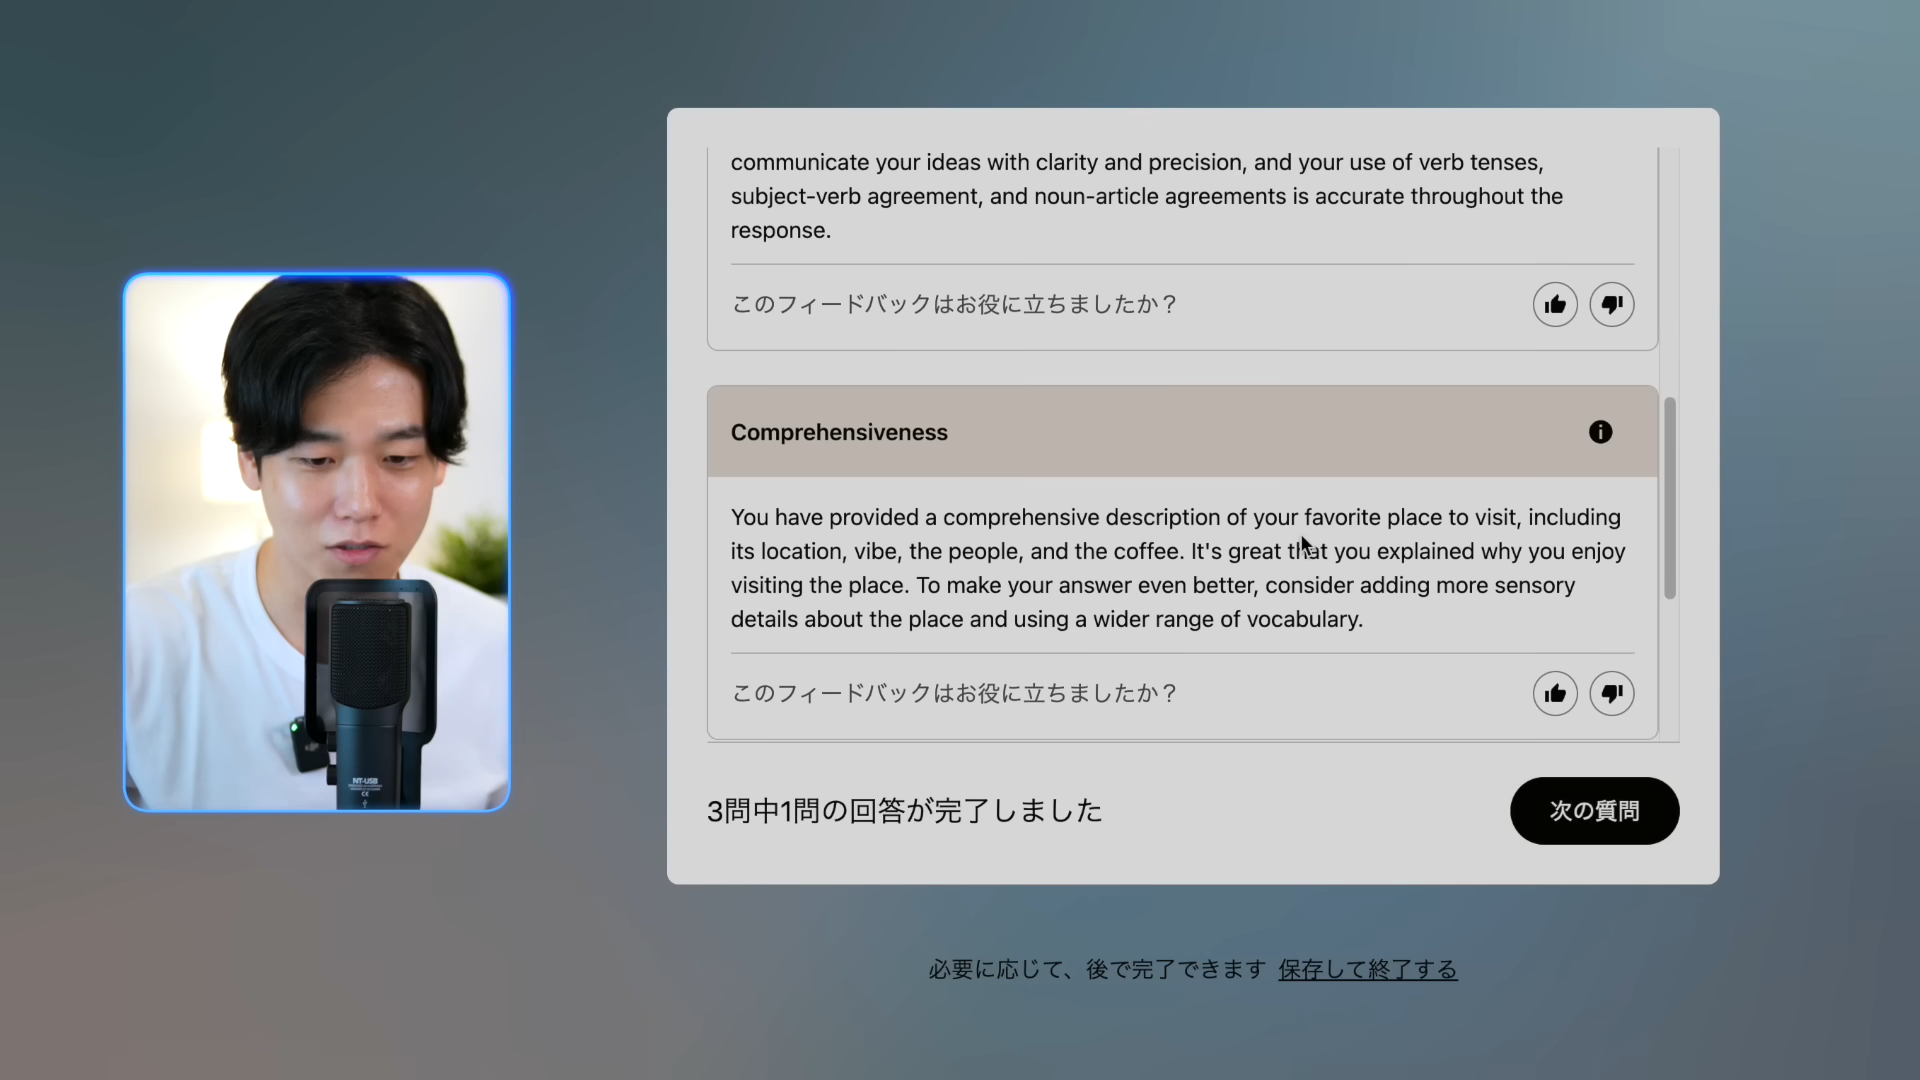 communicate your ideas with clarity and precision, and your use of verb tenses,
subject-verb agreement, and noun-article agreements is accurate throughout the
response.
このフィードバックはお役に立ちましたか？
Comprehensiveness
You have provided a comprehensive description of your favorite place to visit, including
its location, vibe, the people, and the coffee. It's great that you explained why you enjoy
visiting the place. To make your answer even better, consider adding more sensory
details about the place and using a wider range of vocabulary.
このフィードバックはお役に立ちましたか？
3問中1問の回答が完了しました
次の質問
必要に応じて、後で完了できます 保存して終了する
NT-USB
CE